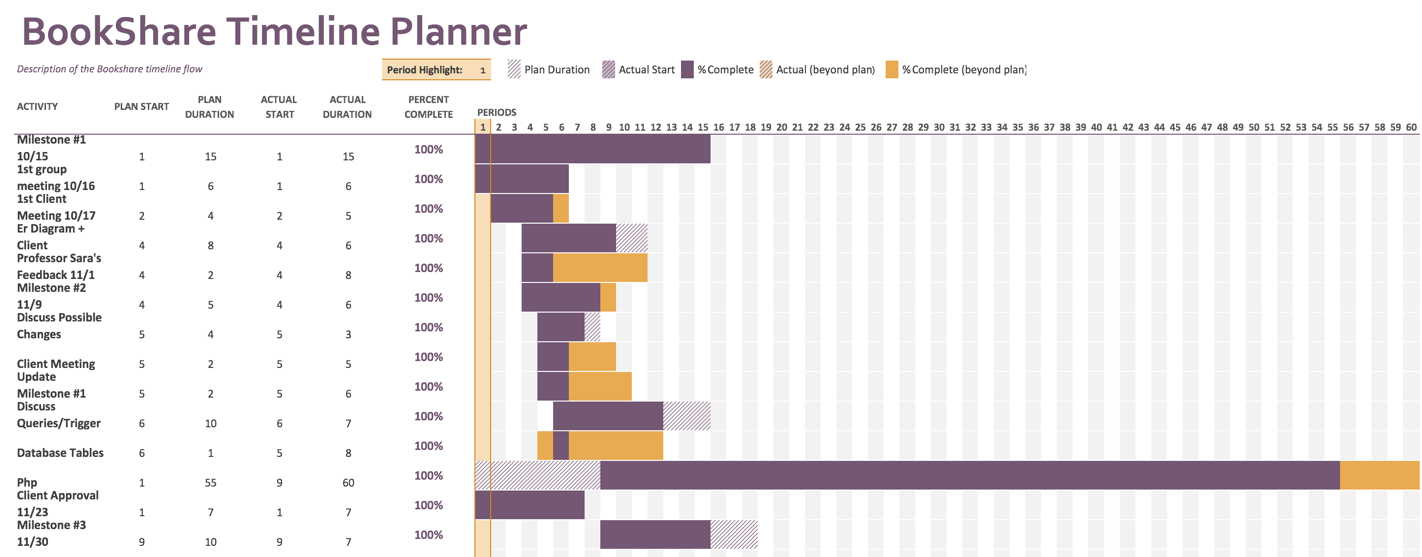 BookShare Timeline Planner
Description of the Bookshare timeline flow
Period Highlight: 1
Plan Duration Actual Start % Complete Actual (beyond plan) % Complete (beyond plan)
ACTIVITY PLAN START PLAN DURATION ACTUAL START ACTUAL DURATION PERCENT COMPLETE PERIODS
1 2 3 4 5 6 7 8 9 10 11 12 13 14 15 16 17 18 19 20 21 22 23 24 25 26 27 28 29 30 31 32 33 34 35 36 37 38 39 40 41 42 43 44 45 46 47 48 49 50 51 52 53 54 55 56 57 58 59 60
Milestone #1
10/15 1 15 1 15 100%
1st group
meeting 10/16 1 6 1 6 100%
1st Client
Meeting 10/17 2 4 2 5 100%
Er Diagram +
Client 4 8 4 6 100%
Professor Sara's
Feedback 11/1 4 2 4 8 100%
Milestone #2
11/9 4 5 4 6 100%
Discuss Possible
Changes 5 4 5 3 100%
Client Meeting 5 2 5 5 100%
Update
Milestone #1 5 2 5 6 100%
Discuss
Queries/Trigger 6 10 6 7 100%
Database Tables 6 1 5 8 100%
Php 1 55 9 60 100%
Client Approval
11/23 1 7 1 7 100%
Milestone #3
11/30 9 10 9 7 100%